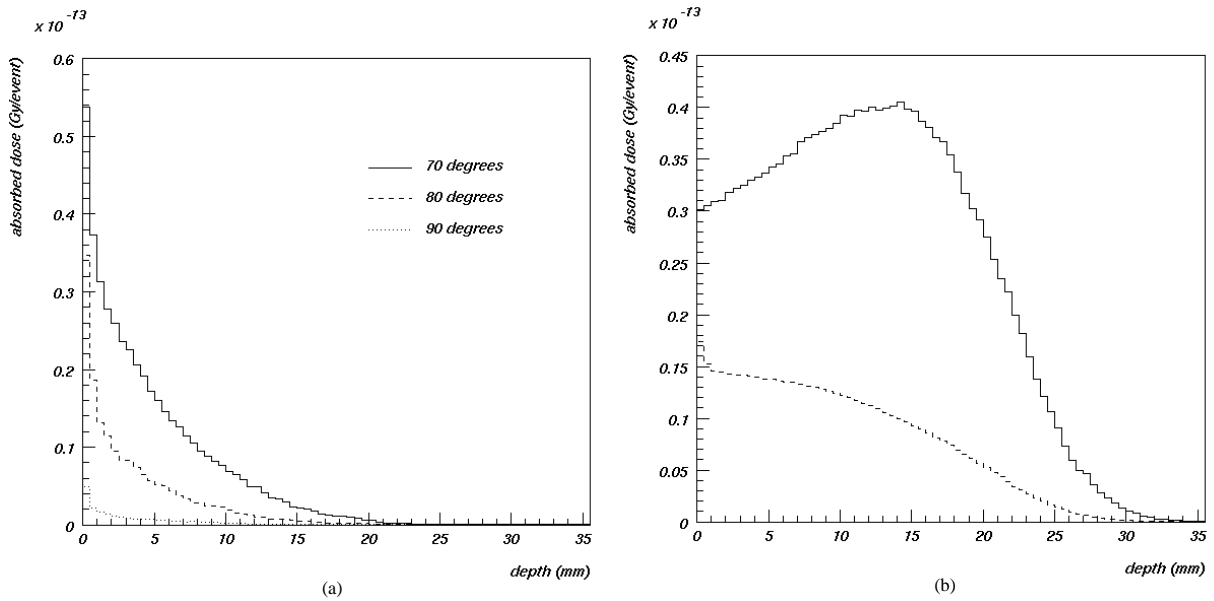 x 10 -13
absorbed dose (Gy/event)
0.6
0.5
0.4
0.3
0.2
0.1
0
70 degrees
80 degrees
90 degrees
0 5 10 15 20 25 30 35
depth (mm)
(a)
x 10 -13
absorbed dose (Gy/event)
0.45
0.4
0.35
0.3
0.25
0.2
0.15
0.1
0.05
0
0 5 10 15 20 25 30 35
depth (mm)
(b)